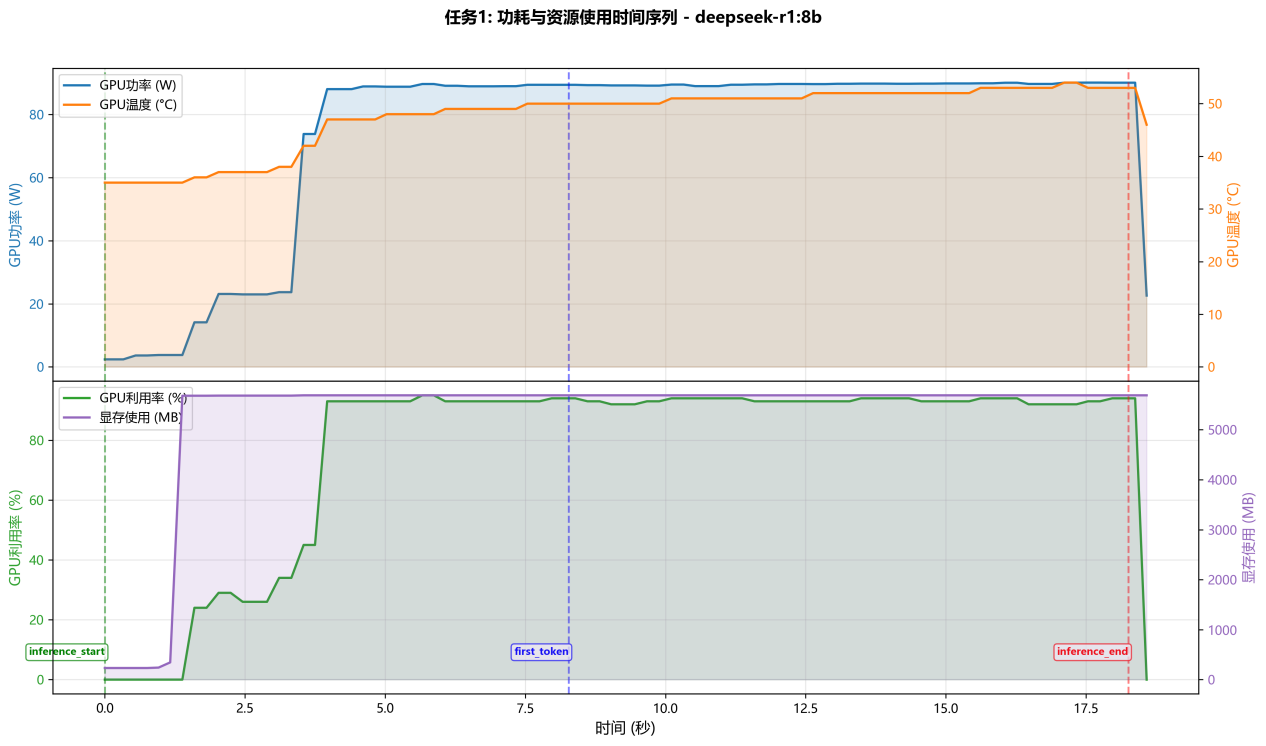 任务1: 功耗与资源使用时间序列 - deepseek-r1:8b
GPU功率 (W)
GPU温度 (°C)
GPU功率 (W)
80
60
40
20
0
50
40
30
20
10
0
GPU温度 (°C)
GPU利用率 (%)
显存使用 (MB)
GPU利用率 (%)
80
60
40
20
0
5000
4000
3000
2000
1000
0
显存使用 (MB)
inference_start
first_token
inference_end
0.0
2.5
5.0
7.5
10.0
12.5
15.0
17.5
时间 (秒)